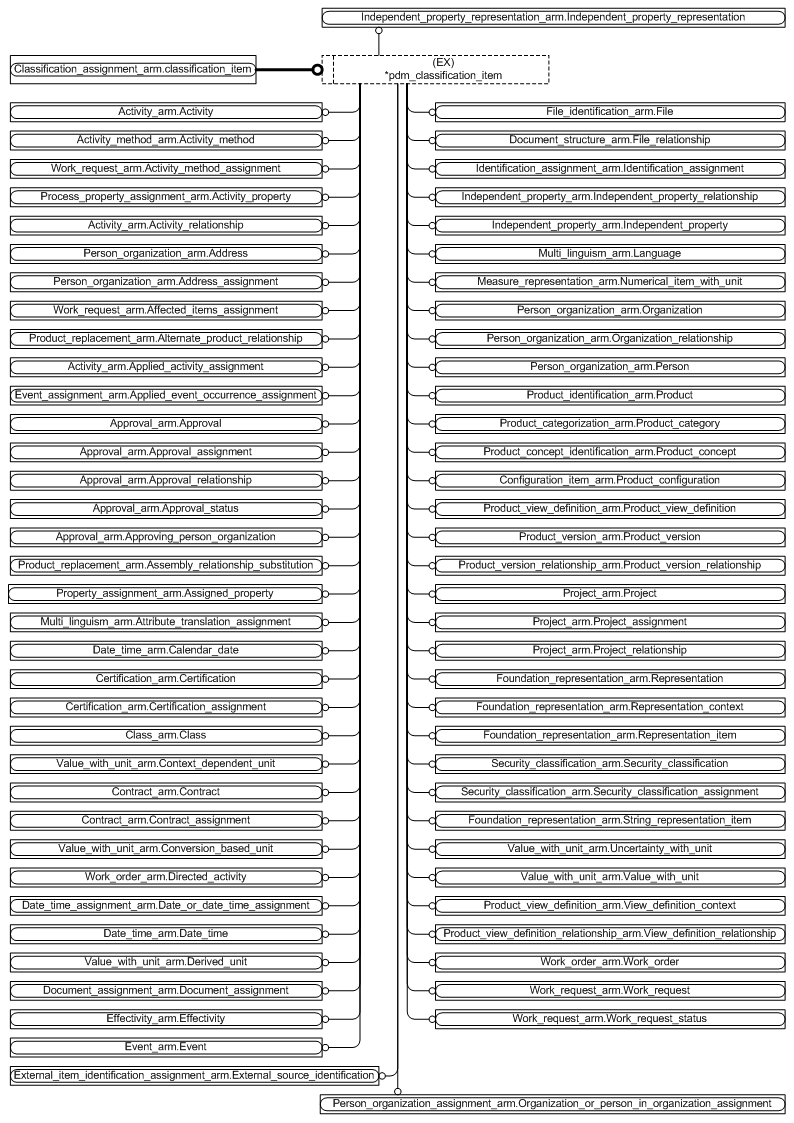 Independent_property_representation_arm.Independent_property_representation
Classification_assignment_arm.classification_item
(EX)
*pdm_classification_item
Activity_arm.Activity
Activity_method_arm.Activity_method
Work_request_arm.Activity_method_assignment
Process_property_assignment_arm.Activity_property
Activity_arm.Activity_relationship
Person_organization_arm.Address
Person_organization_arm.Address_assignment
Work_request_arm.Affected_items_assignment
Product_replacement_arm.Alternate_product_relationship
Activity_arm.Applied_activity_assignment
Event_assignment_arm.Applied_event_occurrence_assignment
Approval_arm.Approval
Approval_arm.Approval_assignment
Approval_arm.Approval_relationship
Approval_arm.Approval_status
Approval_arm.Approving_person_organization
Product_replacement_arm.Assembly_relationship_substitution
Property_assignment_arm.Assigned_property
Multi_linguism_arm.Attribute_translation_assignment
Date_time_arm.Calendar_date
Certification_arm.Certification
Certification_arm.Certification_assignment
Class_arm.Class
Value_with_unit_arm.Context_dependent_unit
Contract_arm.Contract
Contract_arm.Contract_assignment
Value_with_unit_arm.Conversion_based_unit
Work_order_arm.Directed_activity
Date_time_assignment_arm.Date_or_date_time_assignment
Date_time_arm.Date_time
Value_with_unit_arm.Derived_unit
Document_assignment_arm.Document_assignment
Effectivity_arm.Effectivity
Event_arm.Event
External_item_identification_assignment_arm.External_source_identification
File_identification_arm.File
Document_structure_arm.File_relationship
Identification_assignment_arm.Identification_assignment
Independent_property_arm.Independent_property_relationship
Independent_property_arm.Independent_property
Multi_linguism_arm.Language
Measure_representation_arm.Numerical_item_with_unit
Person_organization_arm.Organization
Person_organization_arm.Organization_relationship
Person_organization_arm.Person
Product_identification_arm.Product
Product_categorization_arm.Product_category
Product_concept_identification_arm.Product_concept
Configuration_item_arm.Product_configuration
Product_view_definition_arm.Product_view_definition
Product_version_arm.Product_version
Product_version_relationship_arm.Product_version_relationship
Project_arm.Project
Project_arm.Project_assignment
Project_arm.Project_relationship
Foundation_representation_arm.Representation
Foundation_representation_arm.Representation_context
Foundation_representation_arm.Representation_item
Security_classification_arm.Security_classification
Security_classification_arm.Security_classification_assignment
Foundation_representation_arm.String_representation_item
Value_with_unit_arm.Uncertainty_with_unit
Value_with_unit_arm.Value_with_unit
Product_view_definition_arm.View_definition_context
Product_view_definition_relationship_arm.View_definition_relationship
Work_order_arm.Work_order
Work_request_arm.Work_request
Work_request_arm.Work_request_status
Person_organization_assignment_arm.Organization_or_person_in_organization_assignment